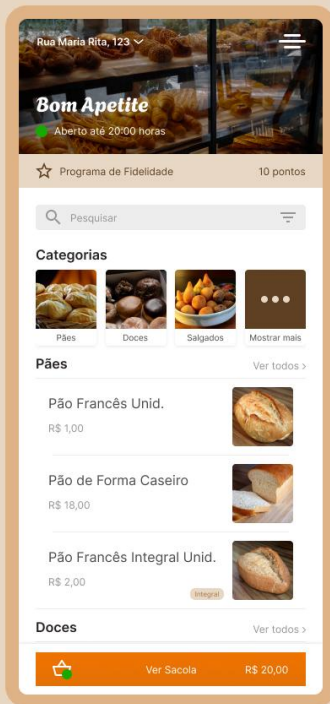 Rua Maria Rita, 123
Bom Apetite
Aberto até 20:00 horas
Programa de Fidelidade 10 pontos
Pesquisar
Categorias
Pães Doces Salgados Mostrar mais
Pães Ver todos >
Pão Francês Unid.
R$ 1,00
Pão de Forma Caseiro
R$ 18,00
Pão Francês Integral Unid.
R$ 2,00
Integral
Doces Ver todos >
Ver Sacola R$ 20,00